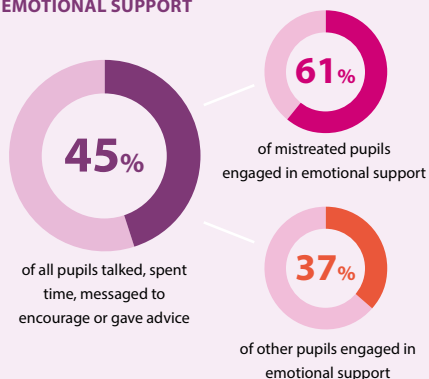 EMOTIONAL SUPPORT
45%
of all pupils talked, spent
time, messaged to
encourage or gave advice
61%
of mistreated pupils
engaged in emotional support
37%
of other pupils engaged in
emotional support